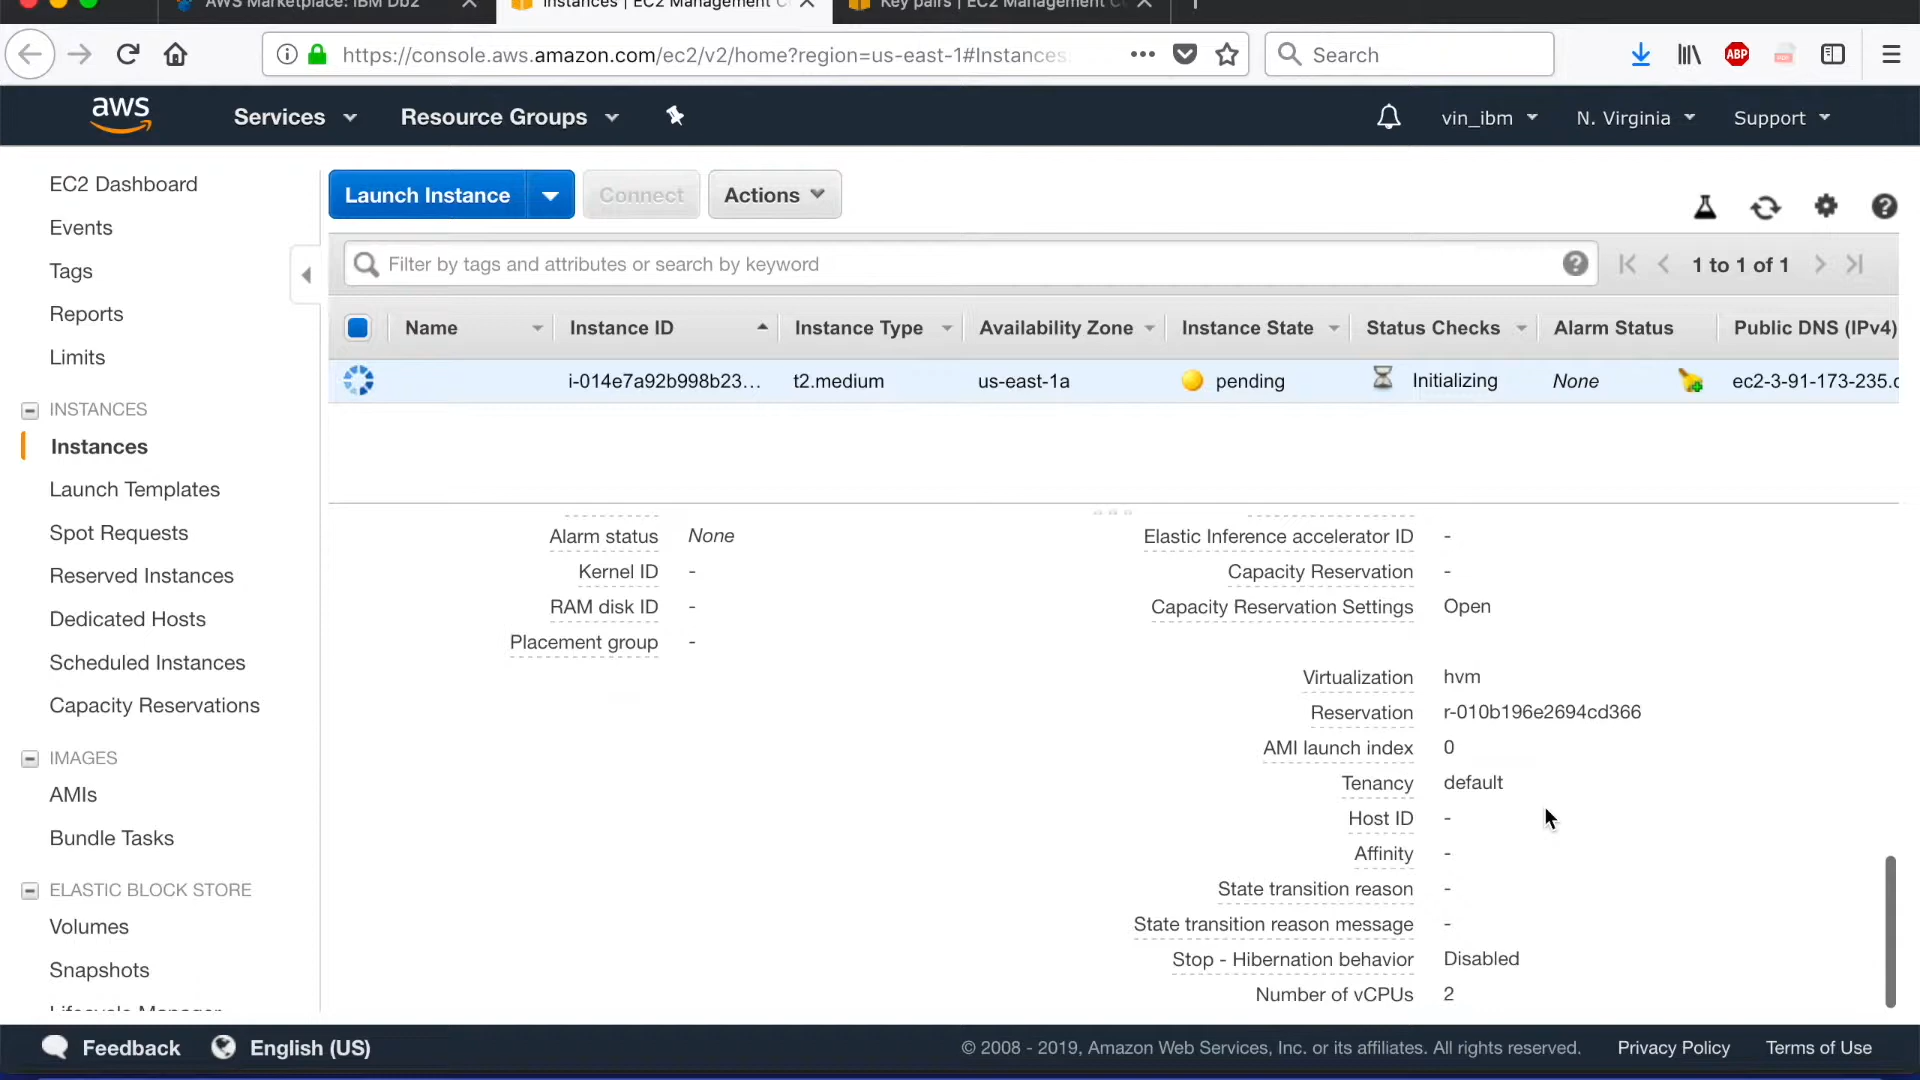 AWS Marketplace: IBM Db2
Instances | EC2 Management C
Key pairs | EC2 Management Co
https://console.aws.amazon.com/ec2/v2/home?region=us-east-1#Instances
Search
ABP
aws
Services
Resource Groups
vin_ibm
N. Virginia
Support
EC2 Dashboard
Events
Tags
Reports
Limits
INSTANCES
Instances
Launch Templates
Spot Requests
Reserved Instances
Dedicated Hosts
Scheduled Instances
Capacity Reservations
IMAGES
AMIs
Bundle Tasks
ELASTIC BLOCK STORE
Volumes
Snapshots
Lifecycle Manager
Launch Instance
Connect
Actions
Filter by tags and attributes or search by keyword
1 to 1 of 1
Name Instance ID Instance Type Availability Zone Instance State Status Checks Alarm Status Public DNS (IPv4)
i-014e7a92b998b23... t2.medium us-east-1a pending Initializing None ec2-3-91-173-235.c
Alarm status None
Kernel ID -
RAM disk ID -
Placement group -
Elastic Inference accelerator ID -
Capacity Reservation -
Capacity Reservation Settings Open
Virtualization hvm
Reservation r-010b196e2694cd366
AMI launch index 0
Tenancy default
Host ID -
Affinity -
State transition reason -
State transition reason message -
Stop - Hibernation behavior Disabled
Number of vCPUs 2
Feedback
English (US)
© 2008 - 2019, Amazon Web Services, Inc. or its affiliates. All rights reserved.
Privacy Policy
Terms of Use